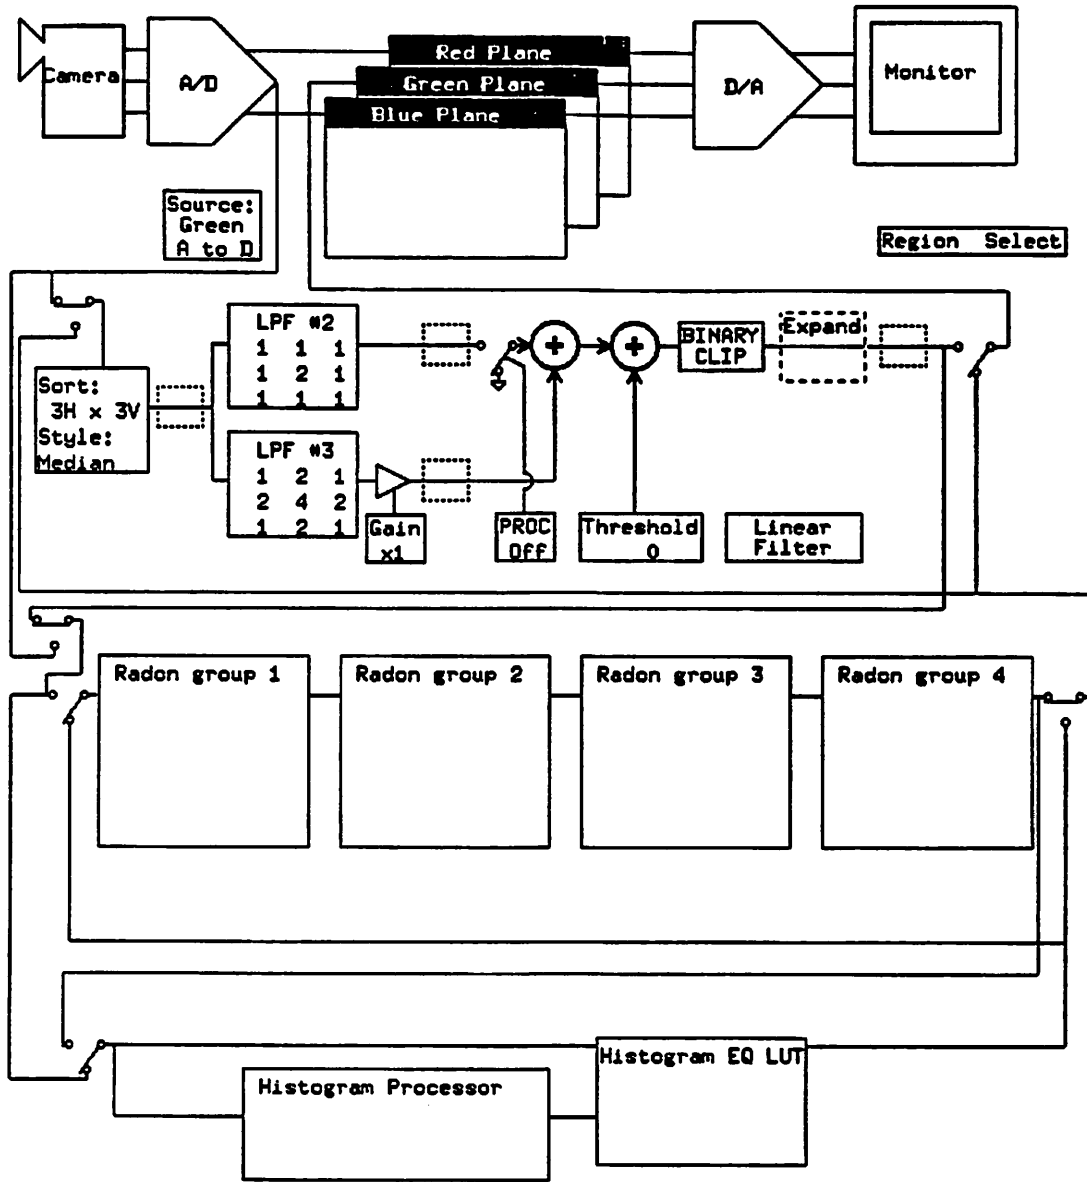 Camera
A/D
Red Plane
Green Plane
Blue Plane
D/A
Monitor
Source:
Green
A to D
Region Select
Sort:
3H x 3V
Style:
Median
LPF #2
1 1 1
1 2 1
1 1 1
LPF #3
1 2 1
2 4 2
1 2 1
Gain
x1
PROC
Off
Threshold
0
BINARY
CLIP
Expand
Linear
Filter
Radon group 1
Radon group 2
Radon group 3
Radon group 4
Histogram Processor
Histogram EQ LUT